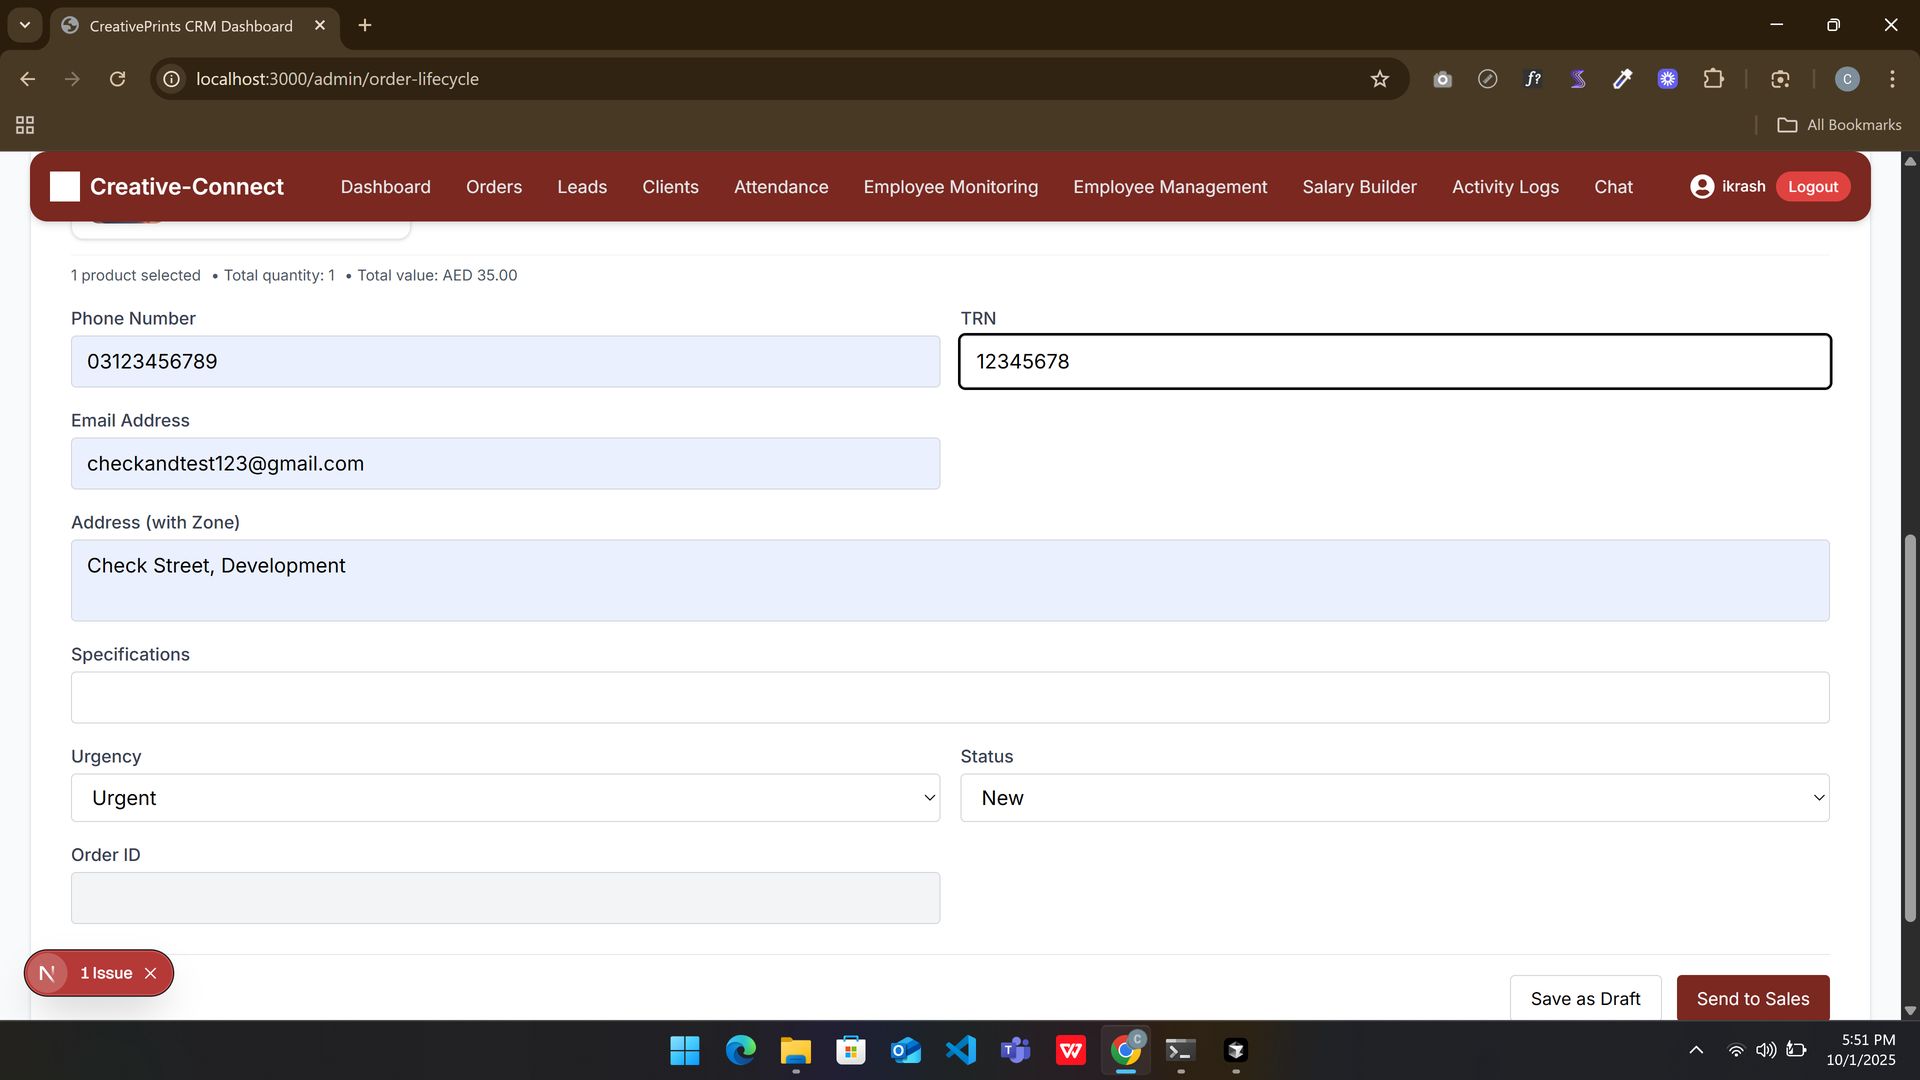 CreativePrints CRM Dashboard
localhost:3000/admin/order-lifecycle
f?
C
All Bookmarks
Creative-Connect
Dashboard
Orders
Leads
Clients
Attendance
Employee Monitoring
Employee Management
Salary Builder
Activity Logs
Chat
ikrash
Logout
1 product selected • Total quantity: 1 • Total value: AED 35.00
Phone Number
TRN
03123456789
12345678
Email Address
checkandtest123@gmail.com
Address (with Zone)
Check Street, Development
Specifications
Urgency
Status
Urgent
New
Order ID
N 1 Issue
Save as Draft
Send to Sales
C
5:51 PM
10/1/2025